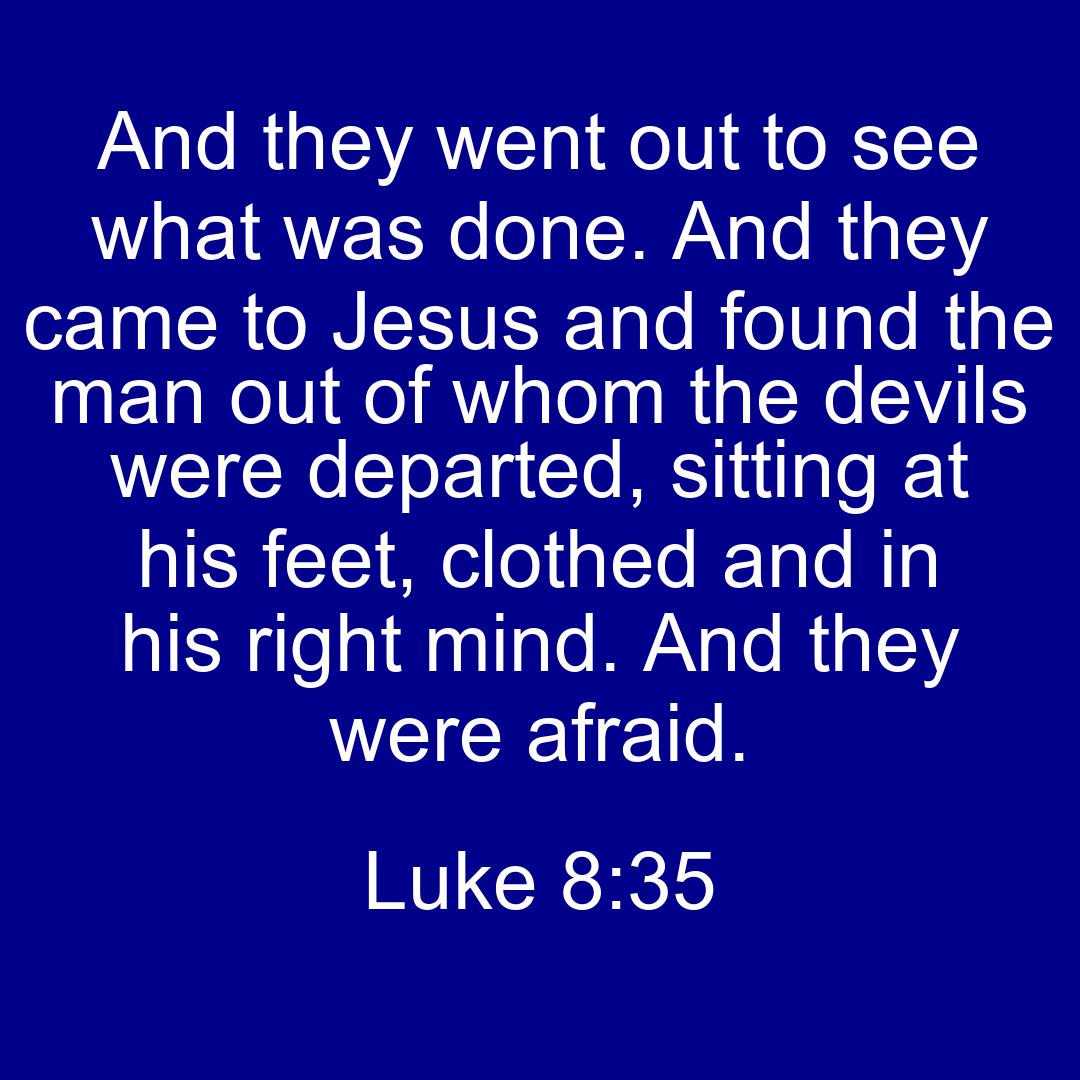 And they went out to see
what was done. And they
came to Jesus and found the
man out of whom the devils
were departed, sitting at
his feet, clothed and in
his right mind. And they
were afraid.
Luke 8:35